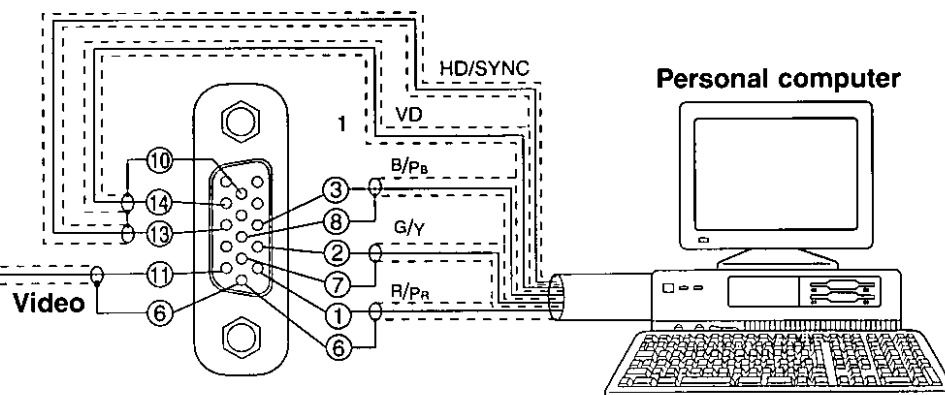 HD/SYNC
Personal computer
1
VD
B/PB
⑩
③
⑭
⑧
G/Y
⑬
②
⑪
⑦
R/PR
Video
⑥
①
⑥